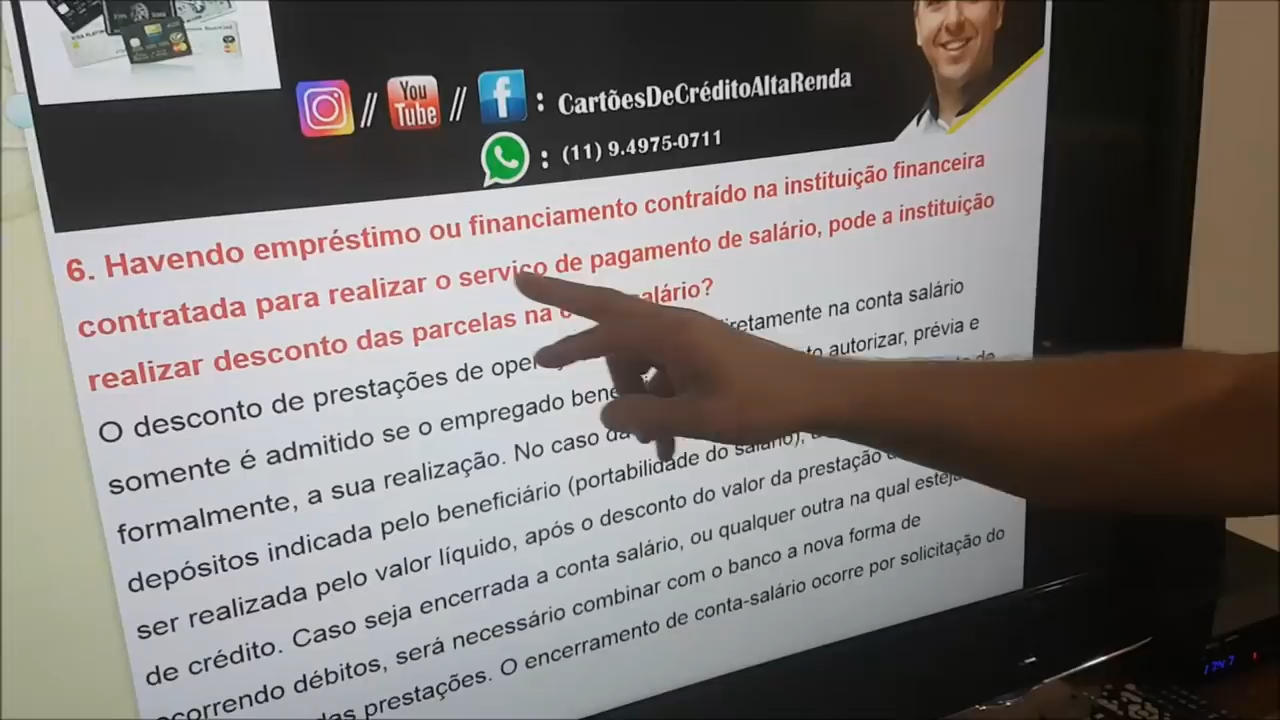 You
Tube
// // : CartõesDeCréditoAltaRenda
: (11) 9.4975-0711
6. Havendo empréstimo ou financiamento contraído na instituição financeira
contratada para realizar o serviço de pagamento de salário, pode a instituição
realizar desconto das parcelas na salário?
O desconto de prestações de diretamente na conta salário
somente é admitido se o empregado autorizar, prévia e
formalmente, a sua realização. No caso da
depósitos indicada pelo beneficiário (portabilidade do salário),
ser realizada pelo valor líquido, após o desconto do valor da prestação
de crédito. Caso seja encerrada a conta salário, ou qualquer outra na qual
ocorrendo débitos, será necessário combinar com o banco a nova forma de
prestações. O encerramento de conta-salário ocorre por solicitação do